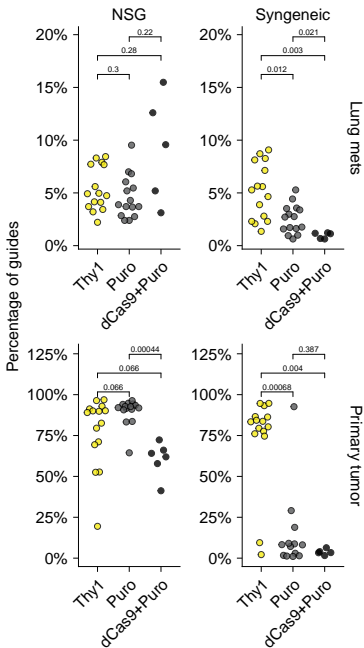 NSG
Syngeneic
Percentage of guides
20%
15%
10%
5%
0%
0.22
0.28
0.3
Thy1
Puro
dCas9+Puro
20%
15%
10%
5%
0%
0.021
0.003
0.012
Thy1
Puro
dCas9+Puro
Lung mets
125%
100%
75%
50%
25%
0%
0.00044
0.066
0.066
Thy1
Puro
dCas9+Puro
125%
100%
75%
50%
25%
0%
0.387
0.004
0.00068
Thy1
Puro
dCas9+Puro
Primary tumor